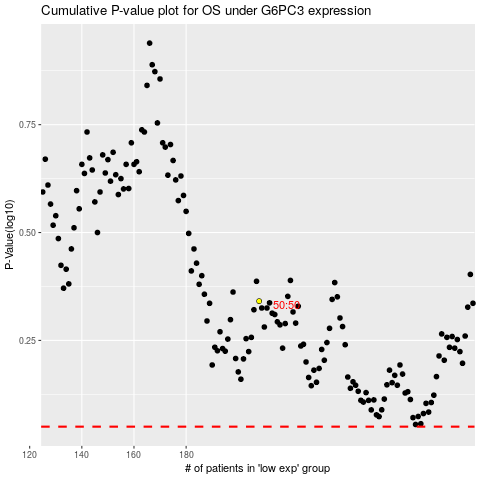 Cumulative P-value plot for OS under G6PC3 expression
P-Value(log10)
0.75
0.50
0.25
50:50
120 140 160 180
# of patients in 'low exp' group